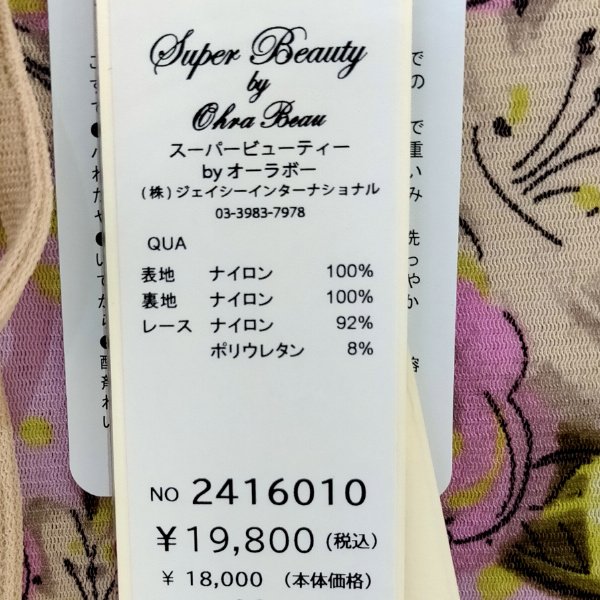 Super Beauty
by
Ohra Beau
スーパービューティー
by オーラボー
(株)ジェイシーインターナショナル
03-3983-7978
QUA
表地 ナイロン 100%
裏地 ナイロン 100%
レース ナイロン 92%
ポリウレタン 8%
NO 2416010
¥19,800 (税込)
¥ 18,000 (本体価格)